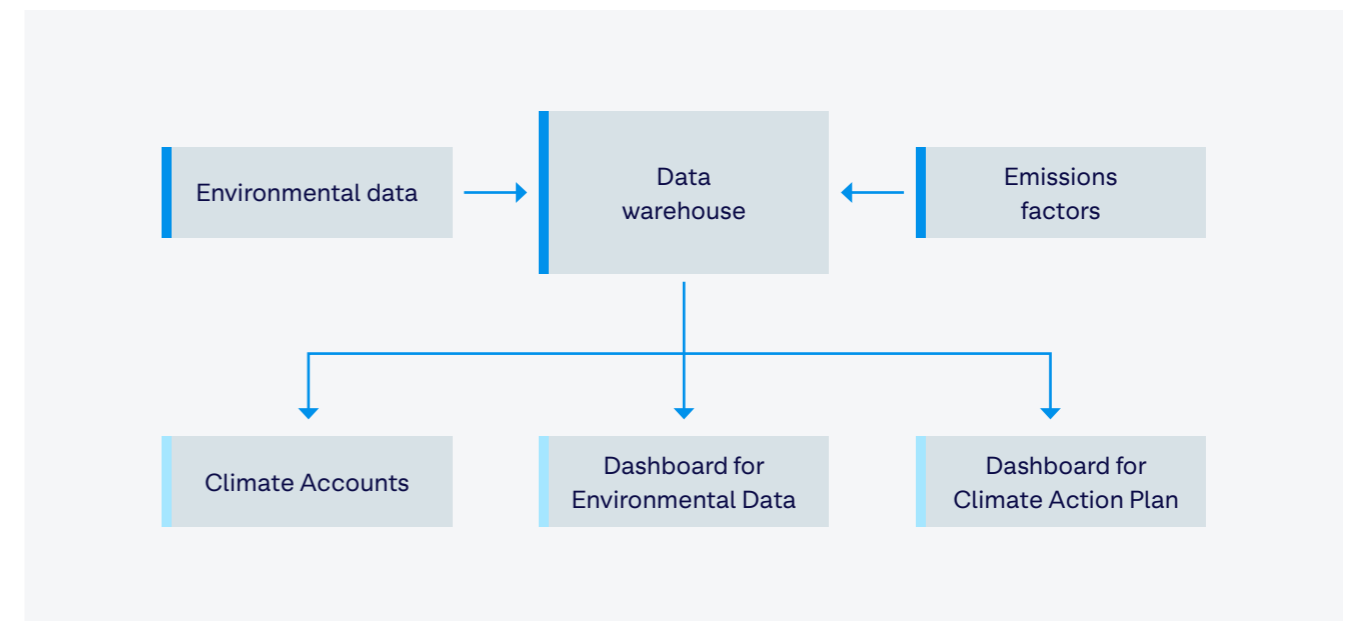 Environmental data
Data
warehouse
Emissions
factors
Climate Accounts
Dashboard for
Environmental Data
Dashboard for
Climate Action Plan